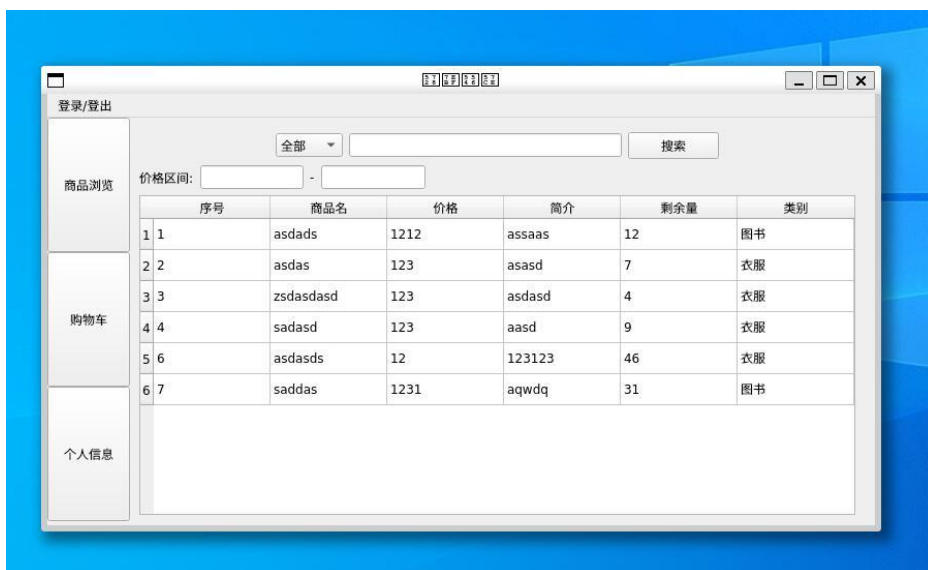 登录/登出
商品浏览
购物车
个人信息
全部
搜索
价格区间: -
序号 商品名 价格 简介 剩余量 类别
1 1 asdads 1212 assaas 12 图书
2 2 asdas 123 asasd 7 衣服
3 3 zsdasdasd 123 asdasd 4 衣服
4 4 sadasd 123 aasd 9 衣服
5 6 asdasds 12 123123 46 衣服
6 7 saddas 1231 aqwdq 31 图书